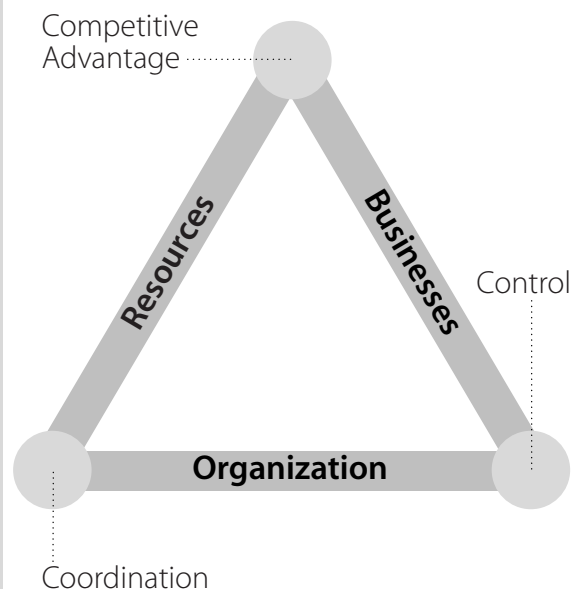 Competitive
Advantage
Resources
Businesses
Control
Organization
Coordination